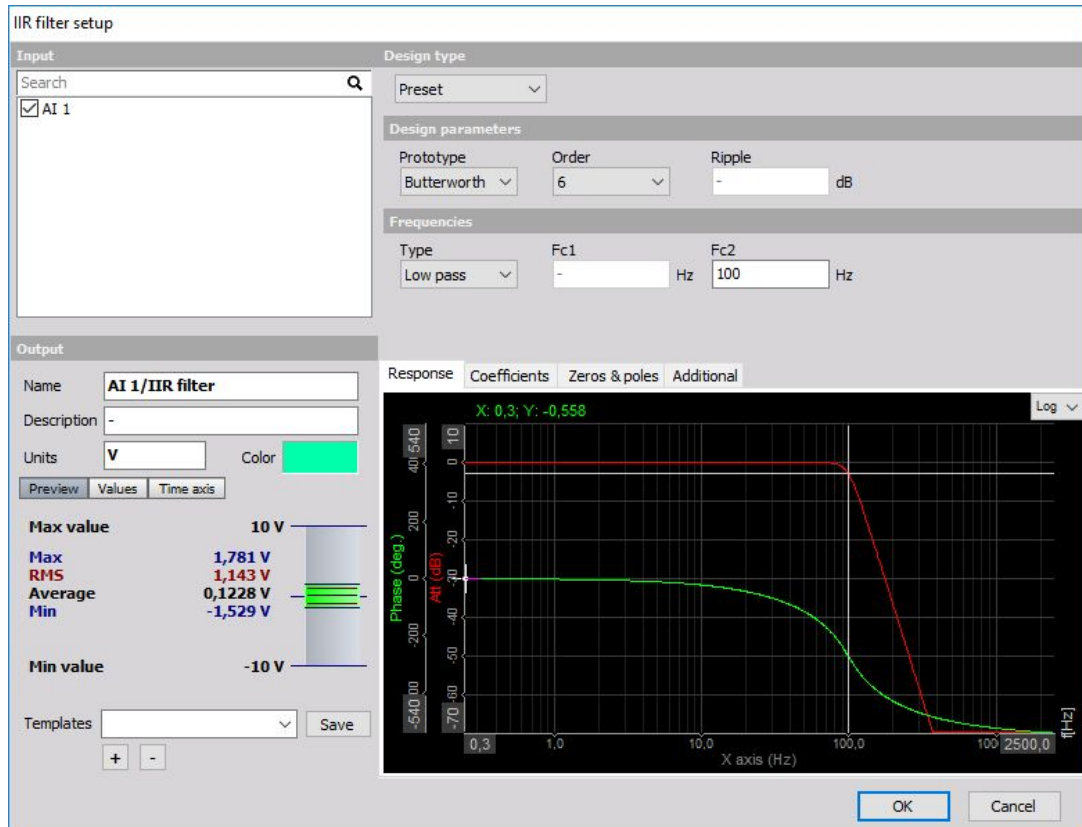 IIR filter setup
Input
Search
AI 1
Design type
Preset
Design parameters
Prototype Order Ripple
Butterworth 6 - dB
Frequencies
Type Fc1 Fc2
Low pass - Hz 100 Hz
Output
Name AI 1/IIR filter
Description -
Units V Color
Preview Values Time axis
Max value 10 V
Max 1,781 V
RMS 1,143 V
Average 0,1228 V
Min -1,529 V
Min value -10 V
Templates Save
+ -
Response Coefficients Zeros & poles Additional
X: 0,3; Y: -0,558
Log
Phase (deg.)
540
200
0
-200
Att (dB)
10
0
-10
-20
-30
-40
-50
-60
-70
0,3 1,0 10,0 100,0 2500,0
X axis (Hz)
f[Hz]
OK Cancel